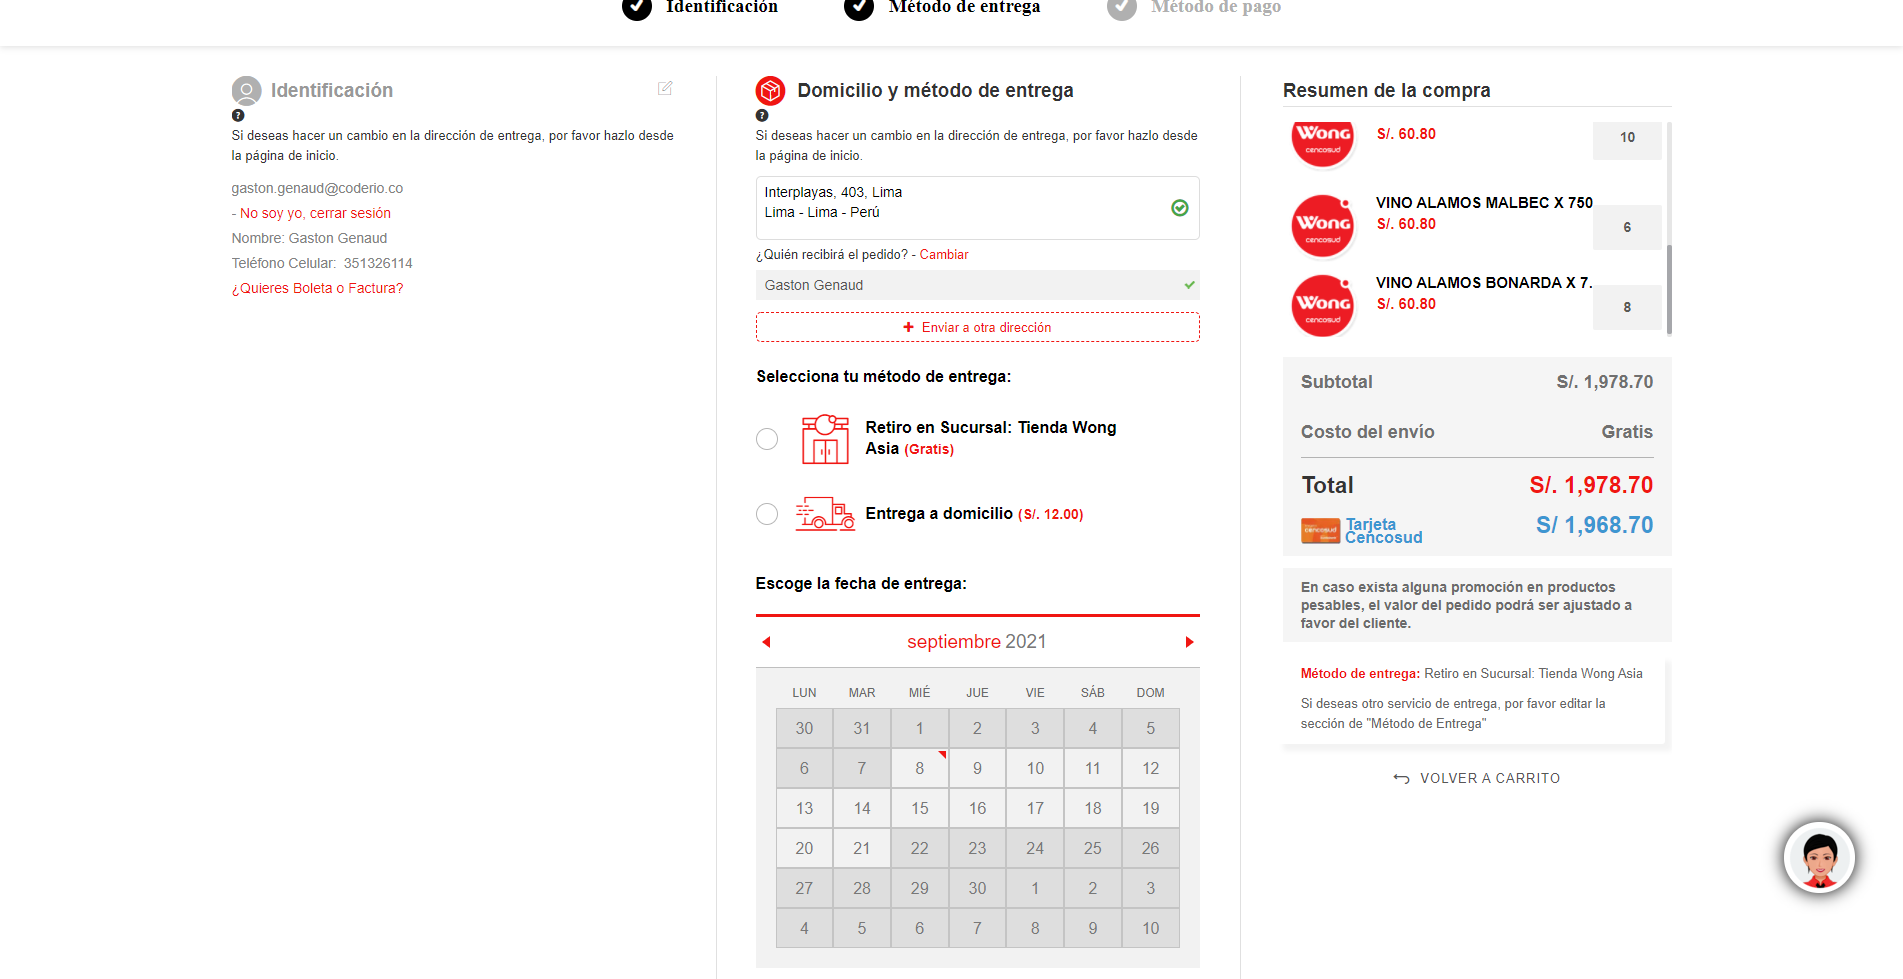 Identificación
Método de entrega
Método de pago
Identificación
?
Si deseas hacer un cambio en la dirección de entrega, por favor hazlo desde
la página de inicio.
gaston.genaud@coderio.co
- No soy yo, cerrar sesión
Nombre: Gaston Genaud
Teléfono Celular: 351326114
¿Quieres Boleta o Factura?
Domicilio y método de entrega
?
Si deseas hacer un cambio en la dirección de entrega, por favor hazlo desde
la página de inicio.
Interplayas, 403, Lima
Lima - Lima - Perú
¿Quién recibirá el pedido? - Cambiar
Gaston Genaud
+ Enviar a otra dirección
Selecciona tu método de entrega:
Retiro en Sucursal: Tienda Wong
Asia (Gratis)
Entrega a domicilio (S/. 12.00)
Escoge la fecha de entrega:
septiembre 2021
LUN MAR MIÉ JUE VIE SÁB DOM
30 31 1 2 3 4 5
6 7 8 9 10 11 12
13 14 15 16 17 18 19
20 21 22 23 24 25 26
27 28 29 30 1 2 3
4 5 6 7 8 9 10
Resumen de la compra
Wong
cencosud
S/. 60.80
10
Wong
cencosud
VINO ALAMOS MALBEC X 750
S/. 60.80
6
Wong
cencosud
VINO ALAMOS BONARDA X 7.
S/. 60.80
8
Subtotal S/. 1,978.70
Costo del envío Gratis
Total S/. 1,978.70
cencosud
Tarjeta
Cencosud
S/ 1,968.70
En caso exista alguna promoción en productos
pesables, el valor del pedido podrá ser ajustado a
favor del cliente.
Método de entrega: Retiro en Sucursal: Tienda Wong Asia
Si deseas otro servicio de entrega, por favor editar la
sección de "Método de Entrega"
VOLVER A CARRITO